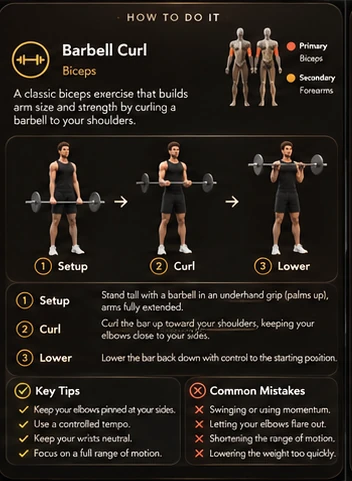 HOW TO DO IT
Barbell Curl
Biceps
A classic biceps exercise that builds
arm size and strength by curling a
barbell to your shoulders.
Primary
Biceps
Secondary
Forearms
1 Setup
2 Curl
3 Lower
1 Setup
Stand tall with a barbell in an underhand grip (palms up),
arms fully extended.
2 Curl
Curl the bar up toward your shoulders, keeping your
elbows close to your sides.
3 Lower
Lower the bar back down with control to the starting position.
Key Tips
Keep your elbows pinned at your sides.
Use a controlled tempo.
Keep your wrists neutral.
Focus on a full range of motion.
Common Mistakes
Swinging or using momentum.
Letting your elbows flare out.
Shortening the range of motion.
Lowering the weight too quickly.